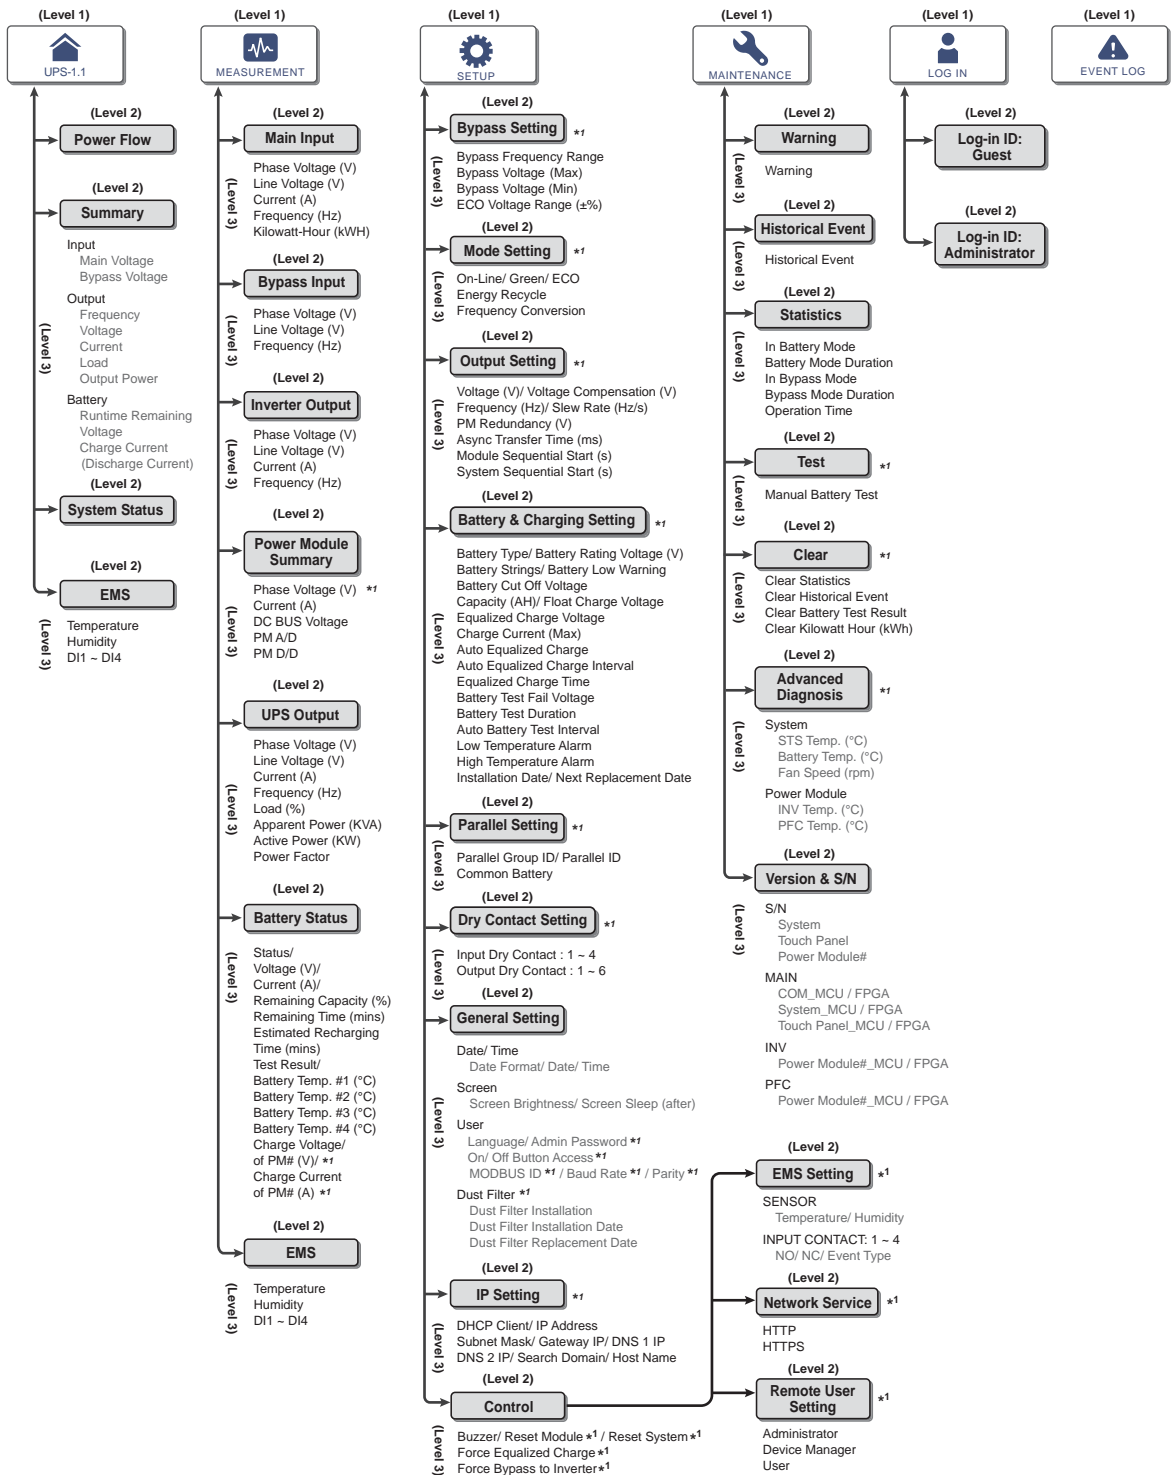 (Level 1)
UPS-1.1
(Level 2)
Power Flow
(Level 2)
Summary
Input
Main Voltage
Bypass Voltage
Output
Frequency
Voltage
Current
Load
Output Power
Battery
Runtime Remaining
Voltage
Charge Current
(Discharge Current)
(Level 3)
(Level 2)
System Status
(Level 2)
EMS
Temperature
Humidity
DI1 ~ DI4
(Level 3)
(Level 1)
MEASUREMENT
(Level 2)
Main Input
Phase Voltage (V)
Line Voltage (V)
Current (A)
Frequency (Hz)
Kilowatt-Hour (kWH)
(Level 3)
(Level 2)
Bypass Input
Phase Voltage (V)
Line Voltage (V)
Frequency (Hz)
(Level 3)
(Level 2)
Inverter Output
Phase Voltage (V)
Line Voltage (V)
Current (A)
Frequency (Hz)
(Level 3)
(Level 2)
Power Module
Summary
Phase Voltage (V) *1
Current (A)
DC BUS Voltage
PM A/D
PM D/D
(Level 3)
(Level 2)
UPS Output
Phase Voltage (V)
Line Voltage (V)
Current (A)
Frequency (Hz)
Load (%)
Apparent Power (KVA)
Active Power (KW)
Power Factor
(Level 3)
(Level 2)
Battery Status
Status/
Voltage (V)/
Current (A)/
Remaining Capacity (%)
Remaining Time (mins)
Estimated Recharging
Time (mins)
Test Result/
Battery Temp. #1 (°C)
Battery Temp. #2 (°C)
Battery Temp. #3 (°C)
Battery Temp. #4 (°C)
Charge Voltage/
of PM# (V)/ *1
Charge Current
of PM# (A) *1
(Level 3)
(Level 2)
EMS
Temperature
Humidity
DI1 ~ DI4
(Level 3)
(Level 1)
SETUP
(Level 2)
Bypass Setting *1
Bypass Frequency Range
Bypass Voltage (Max)
Bypass Voltage (Min)
ECO Voltage Range (±%)
(Level 3)
(Level 2)
Mode Setting *1
On-Line/ Green/ ECO
Energy Recycle
Frequency Conversion
(Level 3)
(Level 2)
Output Setting *1
Voltage (V)/ Voltage Compensation (V)
Frequency (Hz)/ Slew Rate (Hz/s)
PM Redundancy (V)
Async Transfer Time (ms)
Module Sequential Start (s)
System Sequential Start (s)
(Level 3)
(Level 2)
Battery & Charging Setting *1
Battery Type/ Battery Rating Voltage (V)
Battery Strings/ Battery Low Warning
Battery Cut Off Voltage
Capacity (AH)/ Float Charge Voltage
Equalized Charge Voltage
Charge Current (Max)
Auto Equalized Charge
Auto Equalized Charge Interval
Equalized Charge Time
Battery Test Fail Voltage
Battery Test Duration
Auto Battery Test Interval
Low Temperature Alarm
High Temperature Alarm
Installation Date/ Next Replacement Date
(Level 3)
(Level 2)
Parallel Setting *1
Parallel Group ID/ Parallel ID
Common Battery
(Level 3)
(Level 2)
Dry Contact Setting *1
Input Dry Contact : 1 ~ 4
Output Dry Contact : 1 ~ 6
(Level 3)
(Level 2)
General Setting
Date/ Time
Date Format/ Date/ Time
Screen
Screen Brightness/ Screen Sleep (after)
User
Language/ Admin Password *1
On/ Off Button Access *1
MODBUS ID *1 / Baud Rate *1 / Parity *1
Dust Filter *1
Dust Filter Installation
Dust Filter Installation Date
Dust Filter Replacement Date
(Level 3)
(Level 2)
IP Setting *1
DHCP Client/ IP Address
Subnet Mask/ Gateway IP/ DNS 1 IP
DNS 2 IP/ Search Domain/ Host Name
(Level 3)
(Level 2)
Control
Buzzer/ Reset Module *1 / Reset System *1
Force Equalized Charge *1
Force Bypass to Inverter *1
(Level 3)
(Level 1)
MAINTENANCE
(Level 2)
Warning
Warning
(Level 3)
(Level 2)
Historical Event
Historical Event
(Level 3)
(Level 2)
Statistics
In Battery Mode
Battery Mode Duration
In Bypass Mode
Bypass Mode Duration
Operation Time
(Level 3)
(Level 2)
Test *1
Manual Battery Test
(Level 3)
(Level 2)
Clear *1
Clear Statistics
Clear Historical Event
Clear Battery Test Result
Clear Kilowatt Hour (kWh)
(Level 3)
(Level 2)
Advanced
Diagnosis *1
System
STS Temp. (°C)
Battery Temp. (°C)
Fan Speed (rpm)
Power Module
INV Temp. (°C)
PFC Temp. (°C)
(Level 3)
(Level 2)
Version & S/N
S/N
System
Touch Panel
Power Module#
MAIN
COM_MCU / FPGA
System_MCU / FPGA
Touch Panel_MCU / FPGA
INV
Power Module#_MCU / FPGA
PFC
Power Module#_MCU / FPGA
(Level 3)
(Level 2)
EMS Setting *1
SENSOR
Temperature/ Humidity
INPUT CONTACT: 1 ~ 4
NO/ NC/ Event Type
(Level 2)
Network Service *1
HTTP
HTTPS
(Level 2)
Remote User
Setting *1
Administrator
Device Manager
User
(Level 1)
LOG IN
(Level 2)
Log-in ID:
Guest
(Level 2)
Log-in ID:
Administrator
(Level 1)
EVENT LOG